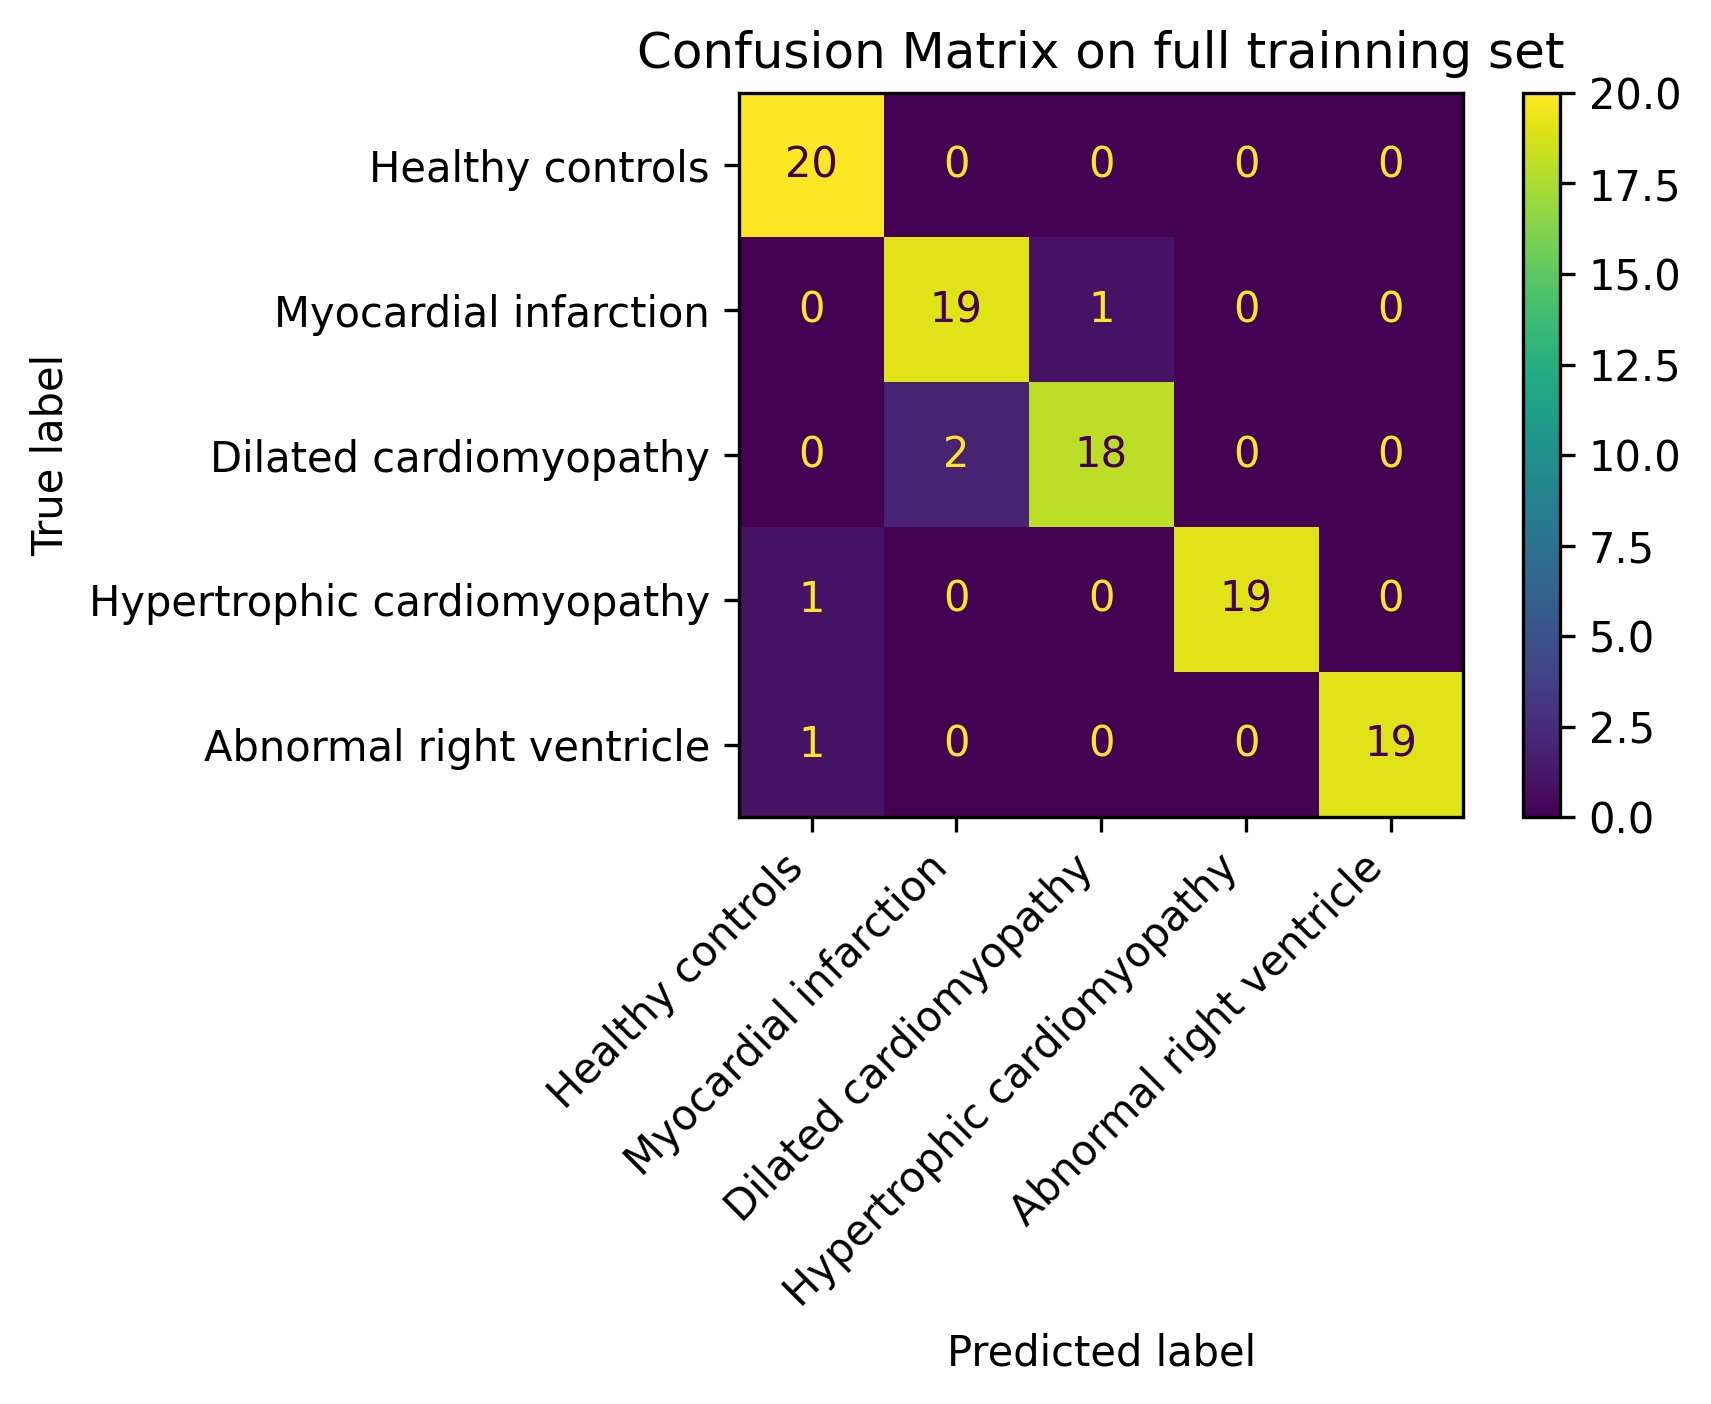 Confusion Matrix on full trainning set
True label
Healthy controls
20 0 0 0 0
Myocardial infarction
0 19 1 0 0
Dilated cardiomyopathy
0 2 18 0 0
Hypertrophic cardiomyopathy
1 0 0 19 0
Abnormal right ventricle
1 0 0 0 19
20.0
17.5
15.0
12.5
10.0
7.5
5.0
2.5
0.0
Healthy controls
Myocardial infarction
Dilated cardiomyopathy
Hypertrophic cardiomyopathy
Abnormal right ventricle
Predicted label